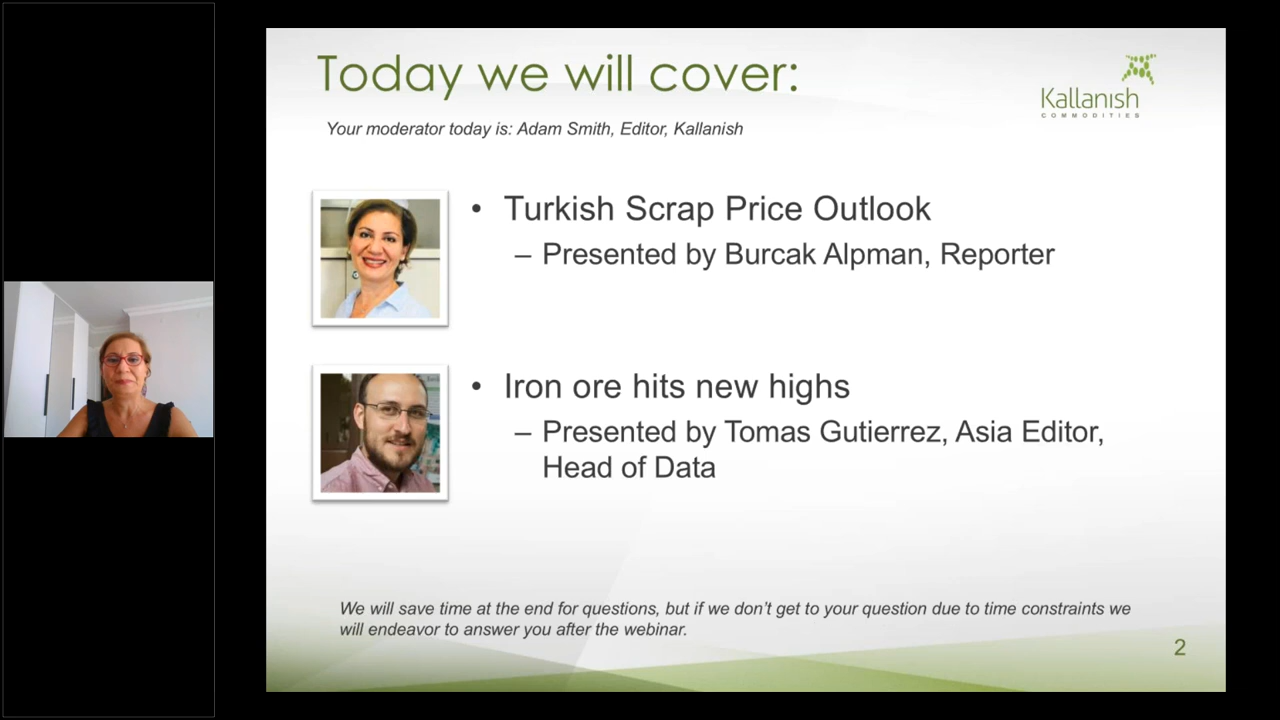 Today we will cover:
Kallanish
COMMODITIES
Your moderator today is: Adam Smith, Editor, Kallanish
• Turkish Scrap Price Outlook
– Presented by Burcak Alpman, Reporter
• Iron ore hits new highs
– Presented by Tomas Gutierrez, Asia Editor,
Head of Data
We will save time at the end for questions, but if we don’t get to your question due to time constraints we
will endeavor to answer you after the webinar.
2